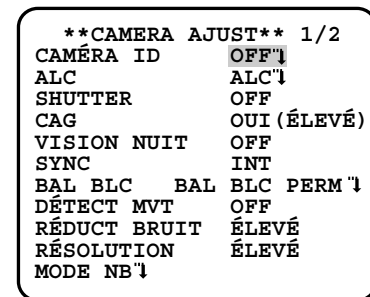 **CAMERA AJUST** 1/2
CAMÉRA ID OFF↵
ALC ALC↵
SHUTTER OFF
CAG OUI(ÉLEVÉ)
VISION NUIT OFF
SYNC INT
BAL BLC BAL BLC PERM↵
DÉTECT MVT OFF
RÉDUCT BRUIT ÉLEVÉ
RÉSOLUTION ÉLEVÉ
MODE NB↵